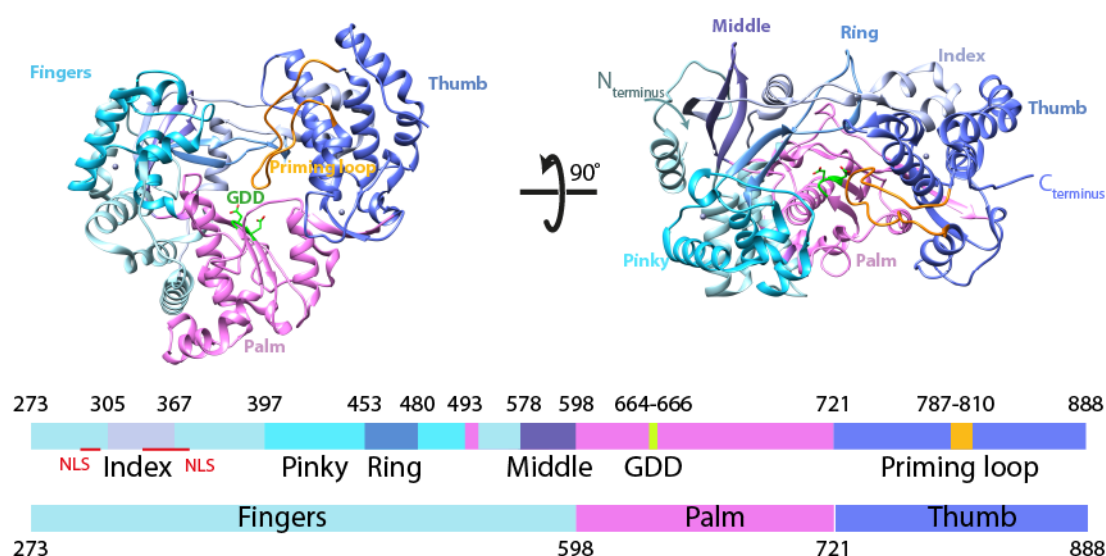 Fingers
Thumb
Priming loop
GDD
Palm
90°
Middle
Ring
Index
N terminus
Thumb
C terminus
Pinky
Palm
273 305 367 397 453 480 493 578 598 664-666 721 787-810 888
NLS Index NLS Pinky Ring Middle GDD Priming loop
Fingers Palm Thumb
273 598 721 888